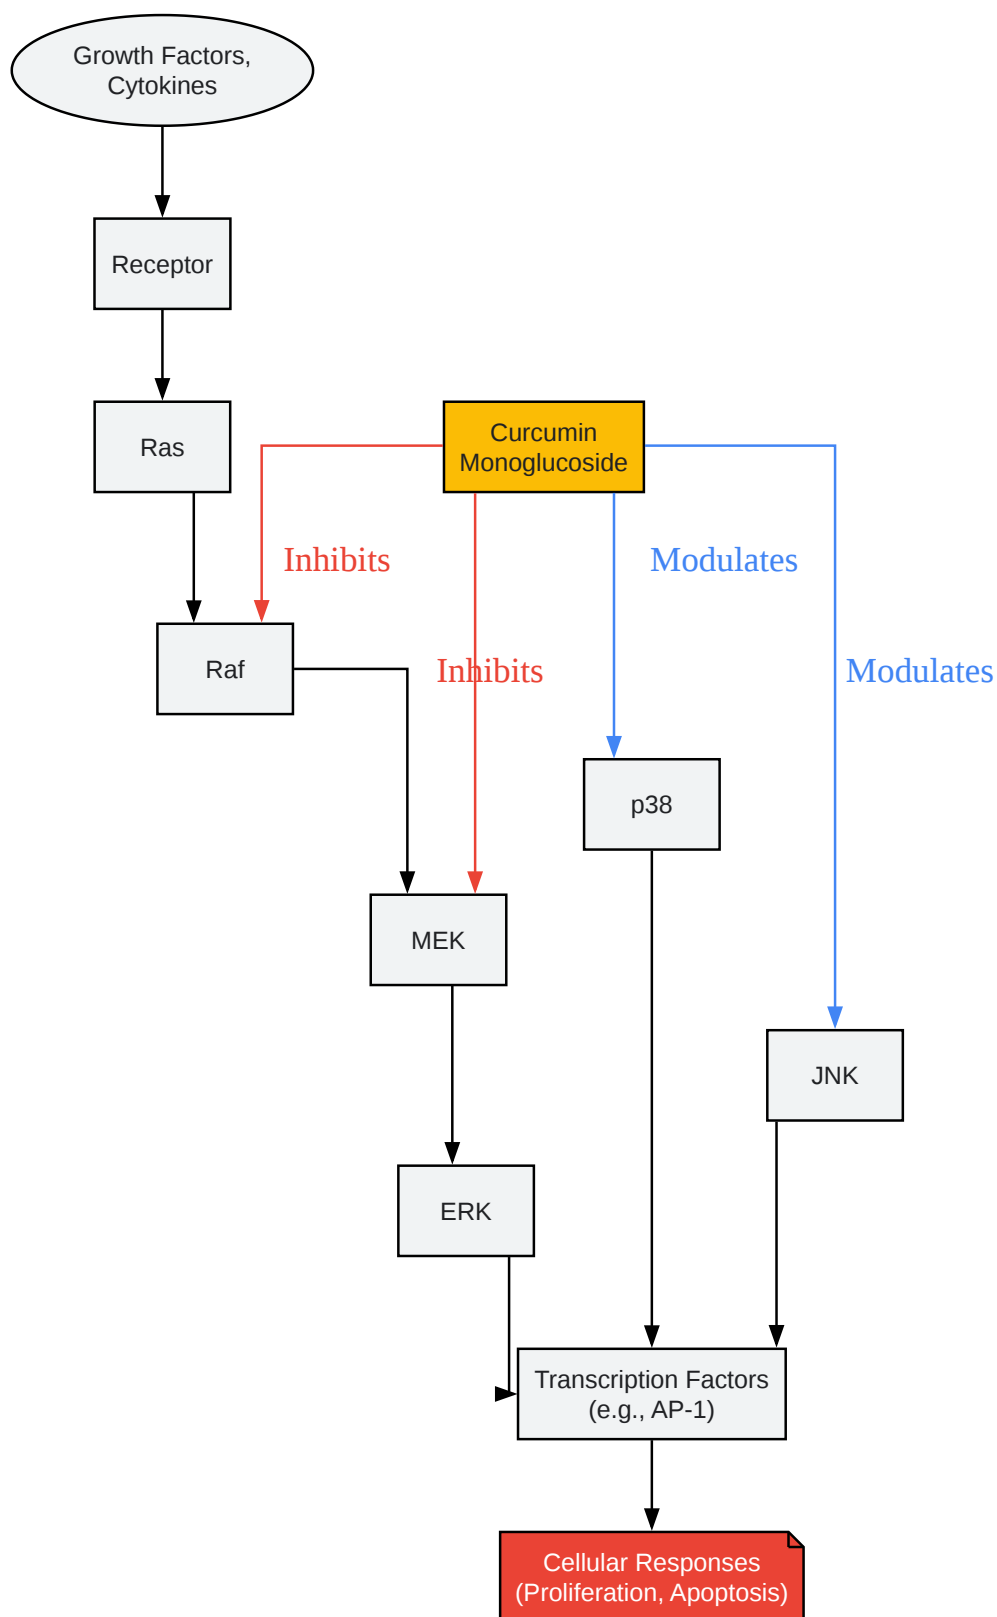 Growth Factors,
Cytokines
Receptor
Ras
Curcumin
Monoglucoside
Inhibits
Modulates
Raf
Inhibits
Modulates
p38
MEK
JNK
ERK
Transcription Factors
(e.g., AP-1)
Cellular Responses
(Proliferation, Apoptosis)